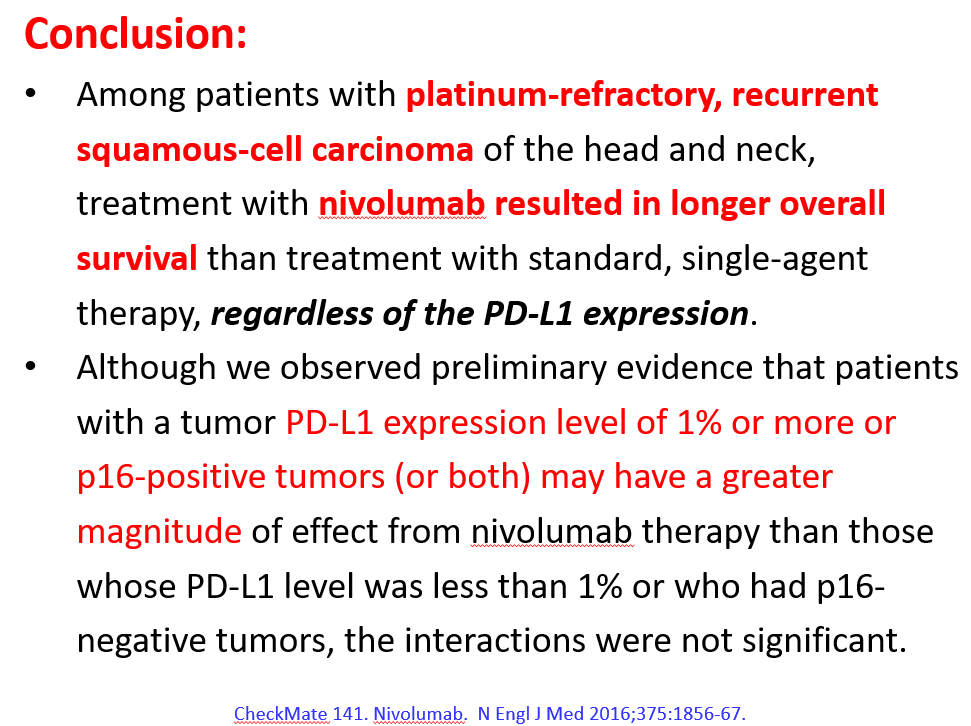 Conclusion:
• Among patients with platinum-refractory, recurrent
squamous-cell carcinoma of the head and neck,
treatment with nivolumab resulted in longer overall
survival than treatment with standard, single-agent
therapy, regardless of the PD-L1 expression.
• Although we observed preliminary evidence that patients
with a tumor PD-L1 expression level of 1% or more or
p16-positive tumors (or both) may have a greater
magnitude of effect from nivolumab therapy than those
whose PD-L1 level was less than 1% or who had p16-
negative tumors, the interactions were not significant.
CheckMate 141. Nivolumab.  N Engl J Med 2016;375:1856-67.